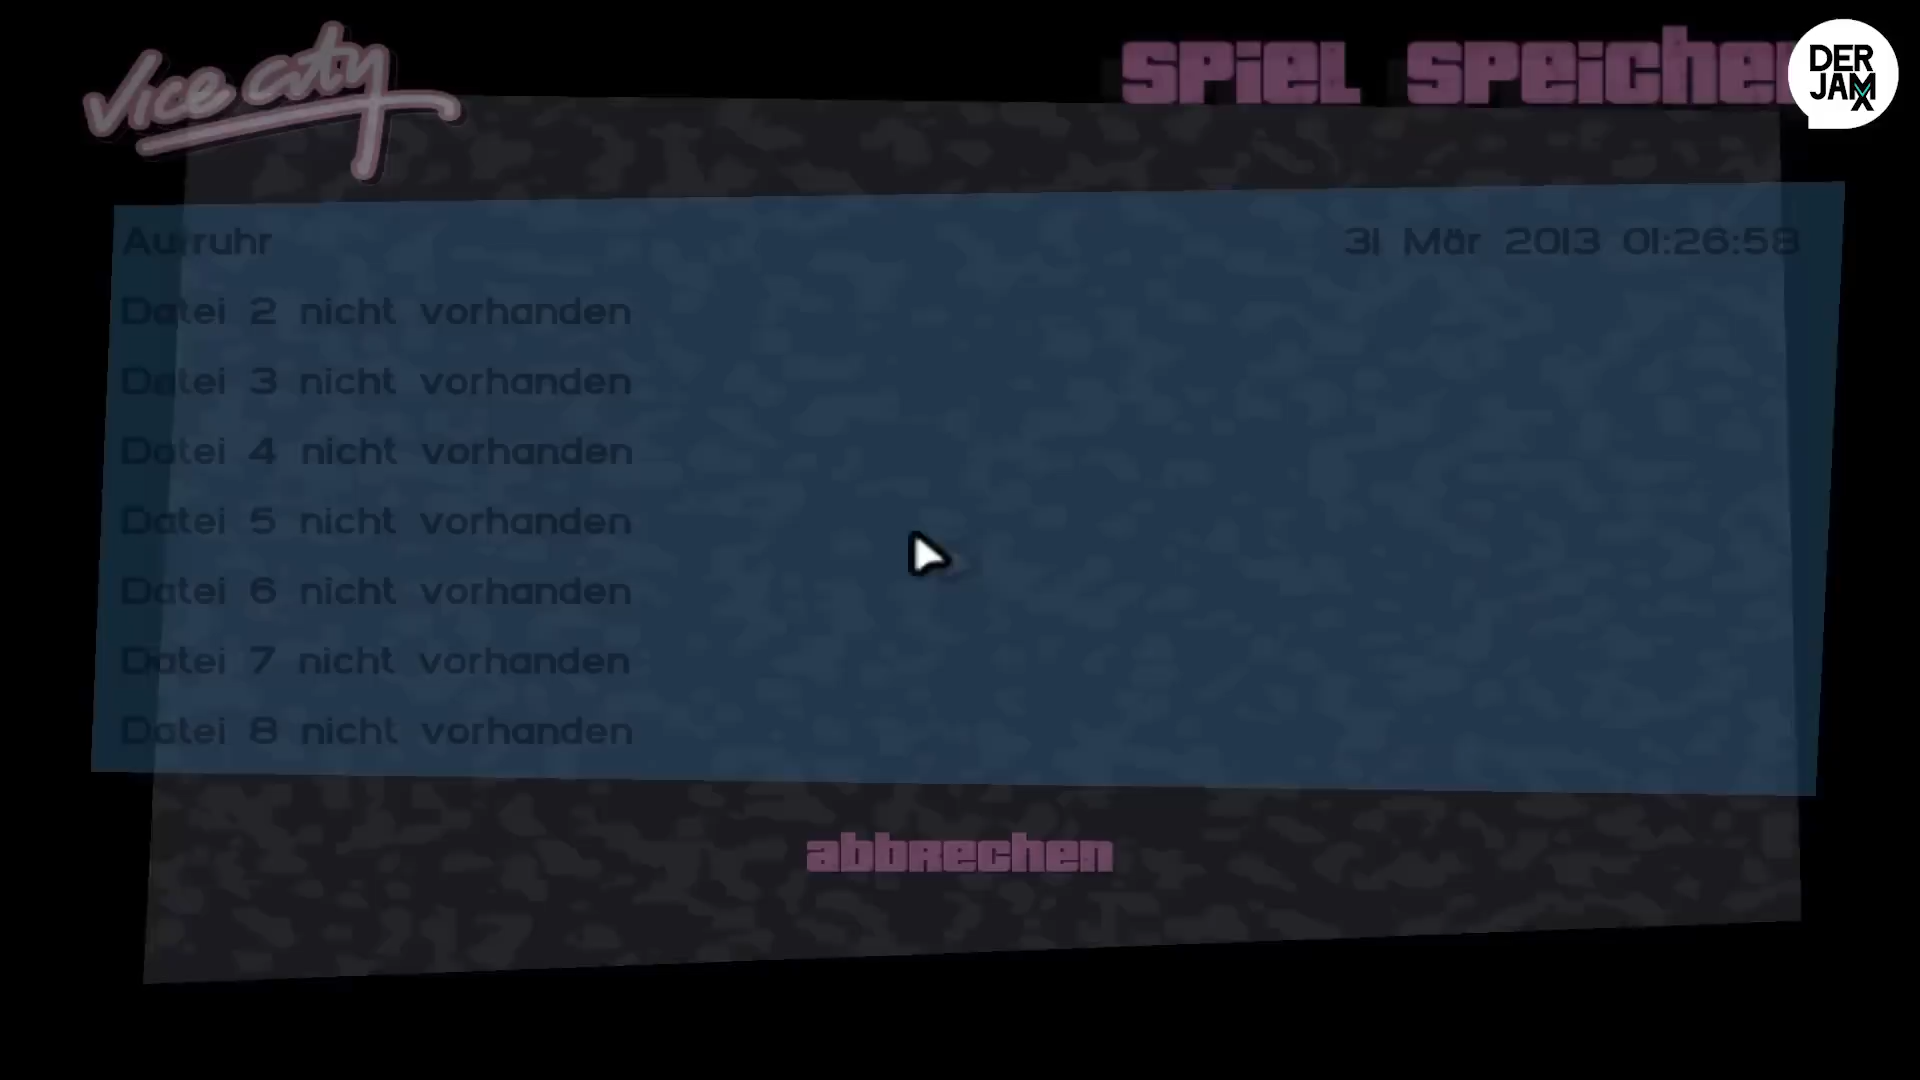 Vice City
SPIEL SPEICHE
DER
JAM
X
Aufruhr 31 Mär 2013 01:26:58
Datei 2 nicht vorhanden
Datei 3 nicht vorhanden
Datei 4 nicht vorhanden
Datei 5 nicht vorhanden
Datei 6 nicht vorhanden
Datei 7 nicht vorhanden
Datei 8 nicht vorhanden
abbrechen